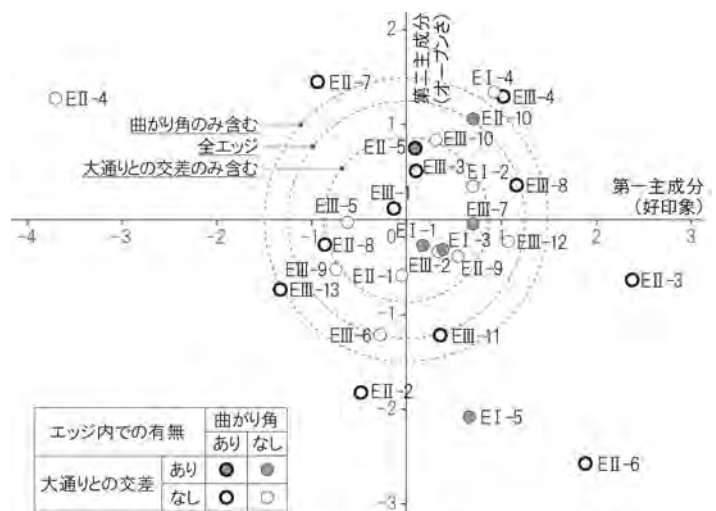 2
第二主成分
(オープンさ)
EⅠ-4
EⅡ-7
EⅡ-4
EⅢ-4
EⅡ-10
曲がり角のみ含む
1
EⅢ-10
全エッジ
EⅡ-5
大通りとの交差のみ含む
EⅢ-3
EⅠ-2
EⅢ-8
第一主成分
(好印象)
EⅢ-1
EⅢ-5
EⅢ-7
-4
-3
-2
-1
0
1
2
3
EⅠ-1
EⅠ-3
EⅢ-12
EⅡ-8
EⅢ-2
EⅡ-9
EⅢ-9
EⅡ-1
EⅡ-3
EⅢ-13
-1
EⅢ-6
EⅢ-11
EⅡ-2
-2
EⅠ-5
EⅡ-6
-3
エッジ内での有無
曲がり角
あり
なし
大通りとの交差
あり
なし